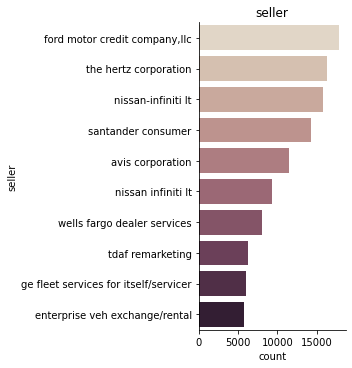 seller
ford motor credit company,llc
the hertz corporation
nissan-infiniti lt
santander consumer
avis corporation
nissan infiniti lt
wells fargo dealer services
tdaf remarketing
ge fleet services for itself/servicer
enterprise veh exchange/rental
seller
0 5000 10000 15000
count